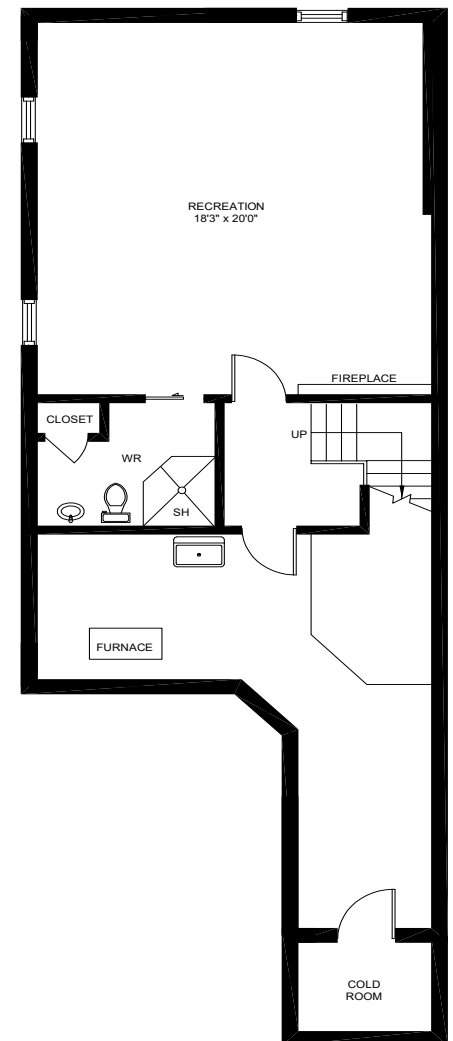 RECREATION
18'3" x 20'0"
FIREPLACE
CLOSET
UP
WR
SH
FURNACE
COLD
ROOM